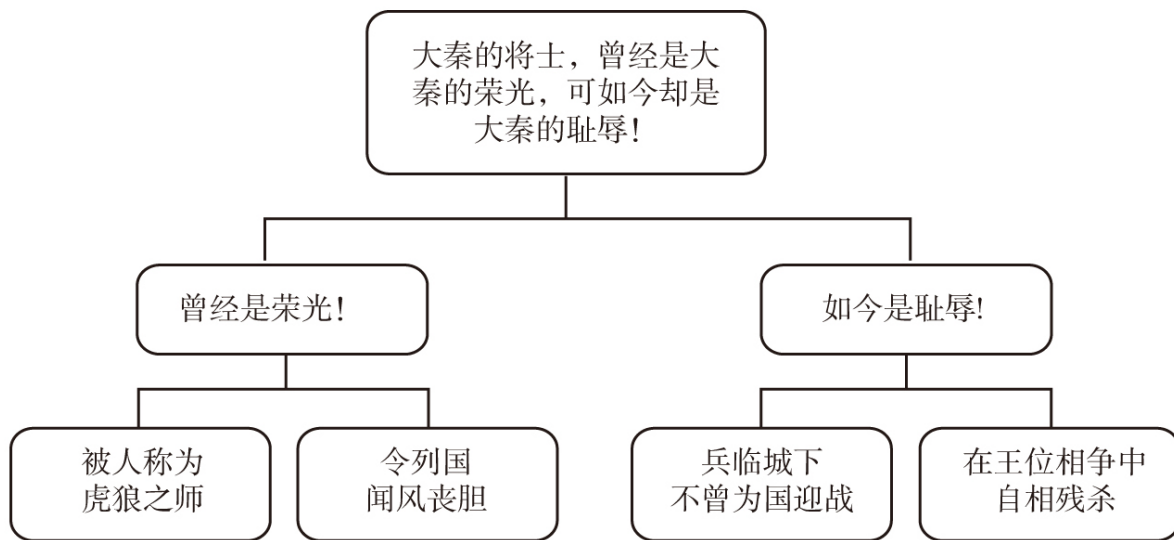 大秦的将士，曾经是大
秦的荣光，可如今却是
大秦的耻辱！
曾经是荣光！
如今是耻辱!
被人称为
虎狼之师
令列国
闻风丧胆
兵临城下
不曾为国迎战
在王位相争中
自相残杀